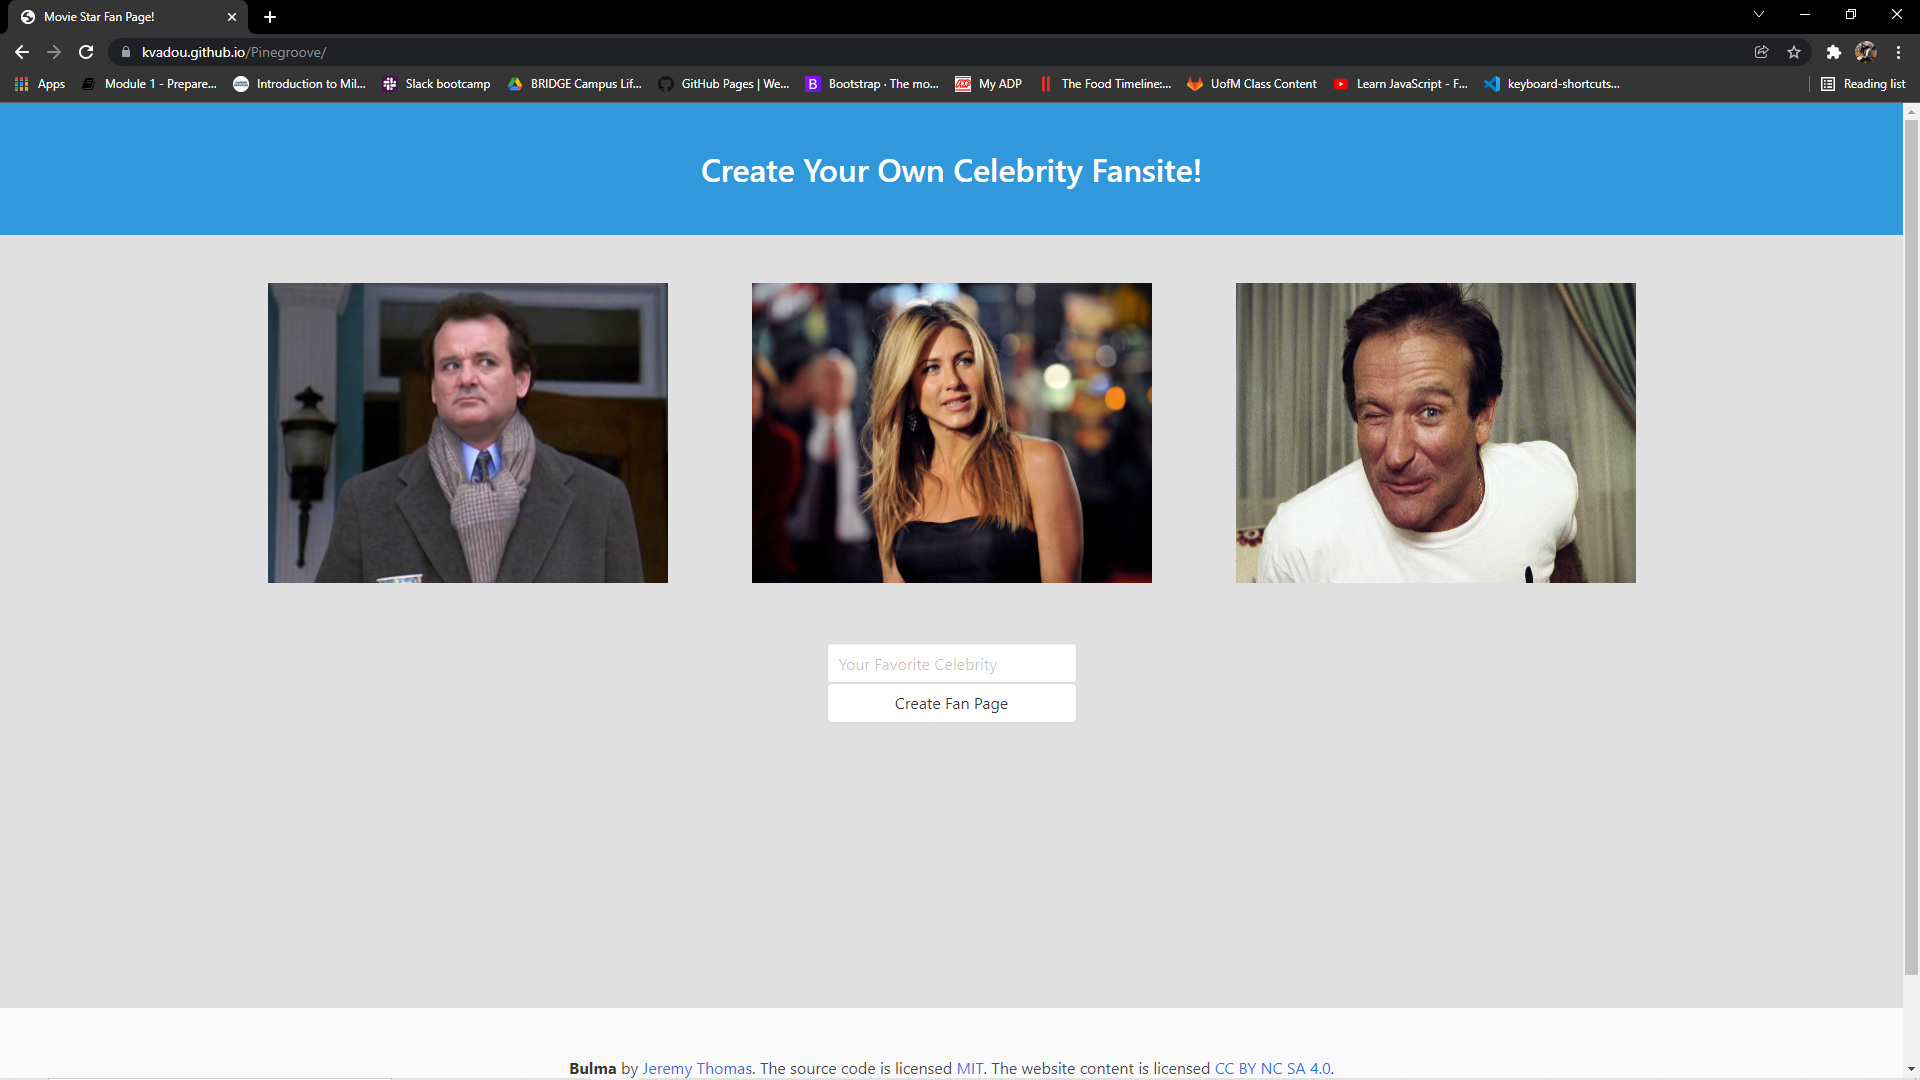 Movie Star Fan Page!
kvadou.github.io/Pinegroove/
Apps
Module 1 - Prepare...
Introduction to Mil...
Slack bootcamp
BRIDGE Campus Lif...
GitHub Pages | We...
B
Bootstrap · The mo...
My ADP
The Food Timeline:...
UofM Class Content
Learn JavaScript - F...
keyboard-shortcuts...
Reading list
Create Your Own Celebrity Fansite!
Your Favorite Celebrity
Create Fan Page
Bulma by Jeremy Thomas. The source code is licensed MIT. The website content is licensed CC BY NC SA 4.0.